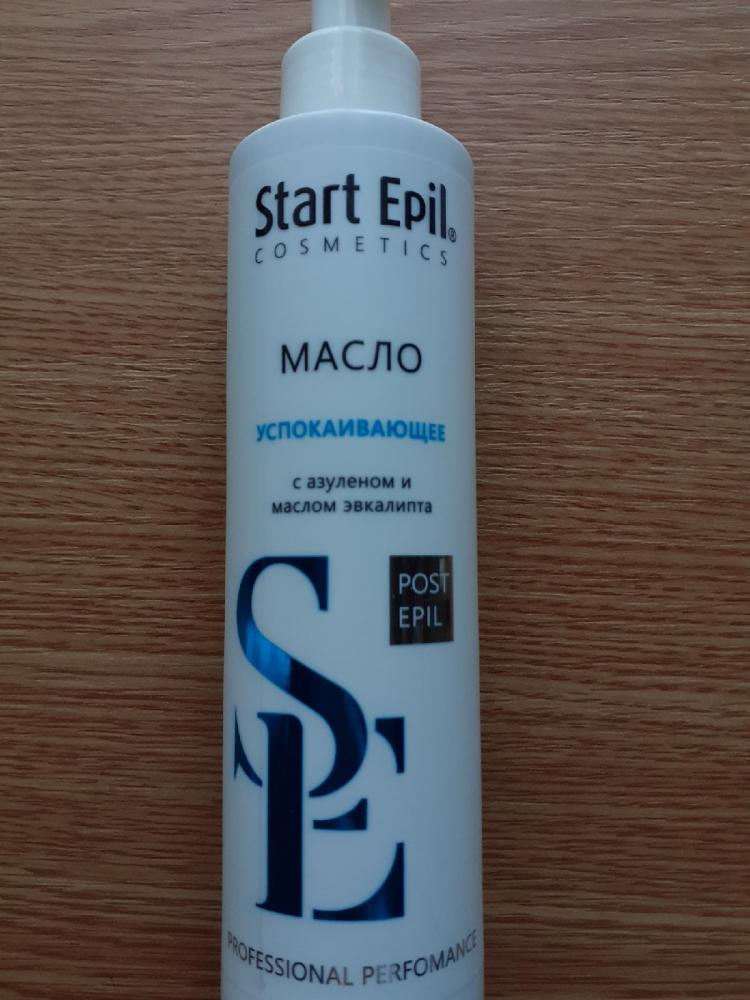 Start Epil®
COSMETICS
МАСЛО
УСПОКАИВАЮЩЕЕ
с азуленом и
маслом эвкалипта
POST
EPIL
SE
PROFESSIONAL PERFOMANCE